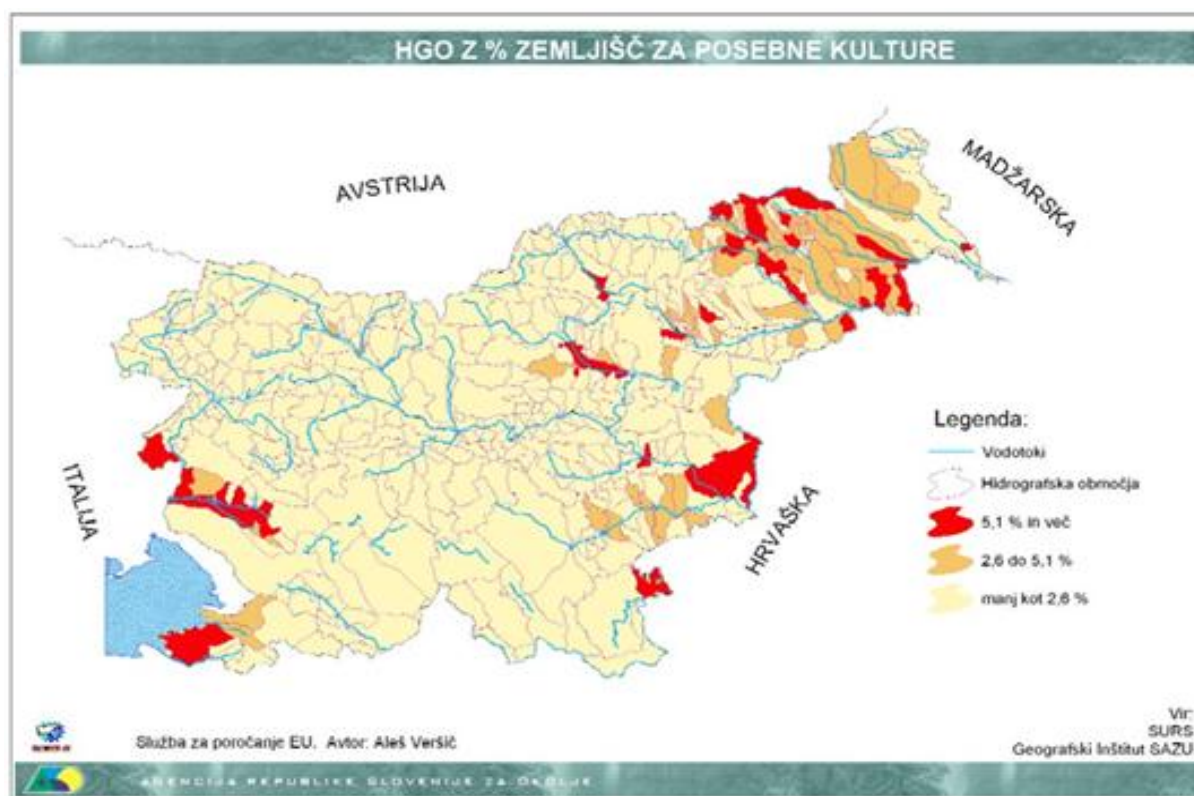 HGO Z % ZEMLJIŠČ ZA POSEBNE KULTURE
AVSTRIJA
MADŽARSKA
ITALIJA
HRVAŠKA
Legenda:
Vodotoki
Hidrografska območja
5,1 % in več
2,6 do 5,1 %
manj kot 2,6 %
Služba za poročanje EU. Avtor: Aleš Veršič
Vir:
SURS
Geografski Inštitut SAZU
AGENCIJA REPUBLIKE SLOVENIJE ZA OKOLJE